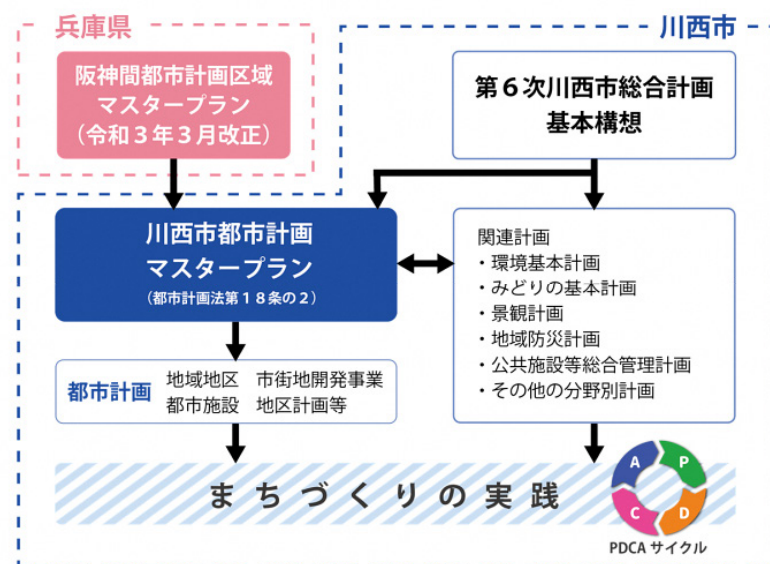 兵庫県
川西市
阪神間都市計画区域
マスタープラン
（令和３年３月改正）
第６次川西市総合計画
基本構想
川西市都市計画
マスタープラン
（都市計画法第１８条の２）
関連計画
・環境基本計画
・みどりの基本計画
・景観計画
・地域防災計画
・公共施設等総合管理計画
・その他の分野別計画
都市計画
地域地区 市街地開発事業
都市施設 地区計画等
まちづくりの実践
A P
C D
PDCA サイクル